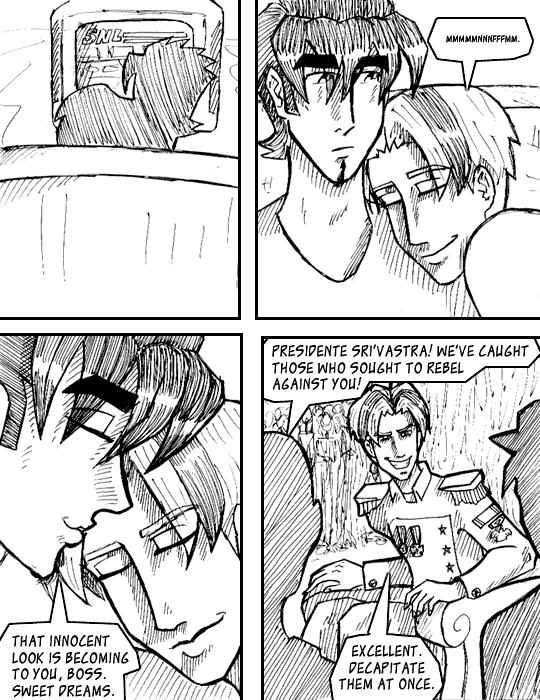 SNL
MMMMMNNNFFFMM.
THAT INNOCENT
LOOK IS BECOMING
TO YOU, BOSS.
SWEET DREAMS.
PRESIDENTE SRI'VASTRA! WE'VE CAUGHT
THOSE WHO SOUGHT TO REBEL
AGAINST YOU!
EXCELLENT.
DECAPITATE
THEM AT ONCE.